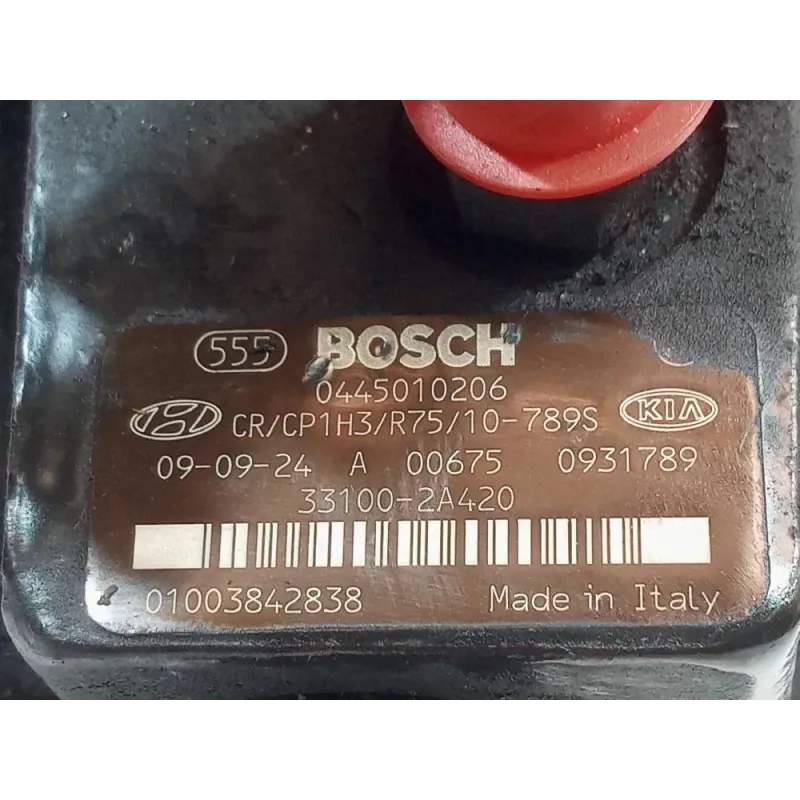 555 BOSCH
0445010206
CR/CP1H3/R75/10-789S KIA
09-09-24 A 00675 0931789
33100-2A420
01003842838 Made in Italy